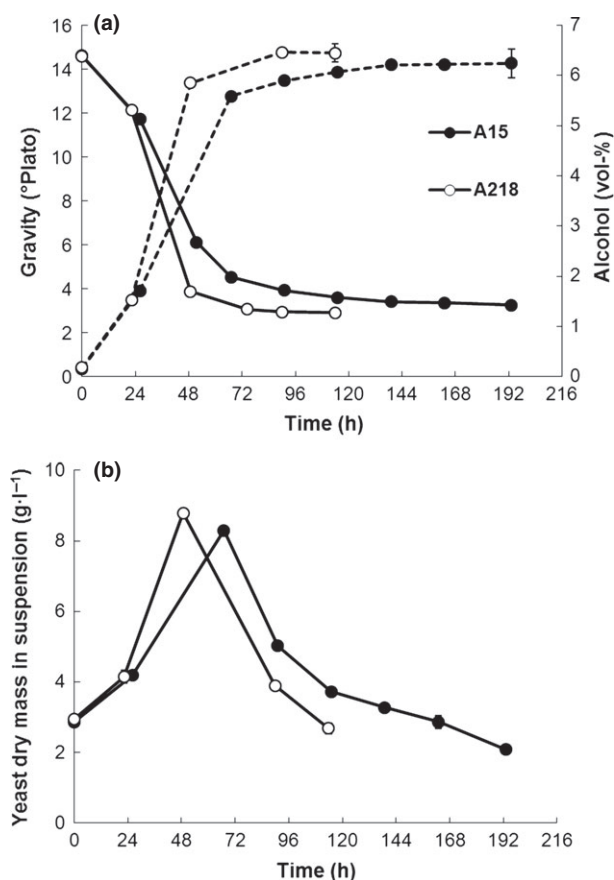 (a)
16
14
12
10
8
6
4
2
0
Gravity (°Plato)
7
6
5
4
3
2
1
0
Alcohol (vol-%)
A15
A218
0 24 48 72 96 120 144 168 192 216
Time (h)
(b)
10
8
6
4
2
0
Yeast dry mass in suspension (g·l⁻¹)
0 24 48 72 96 120 144 168 192 216
Time (h)